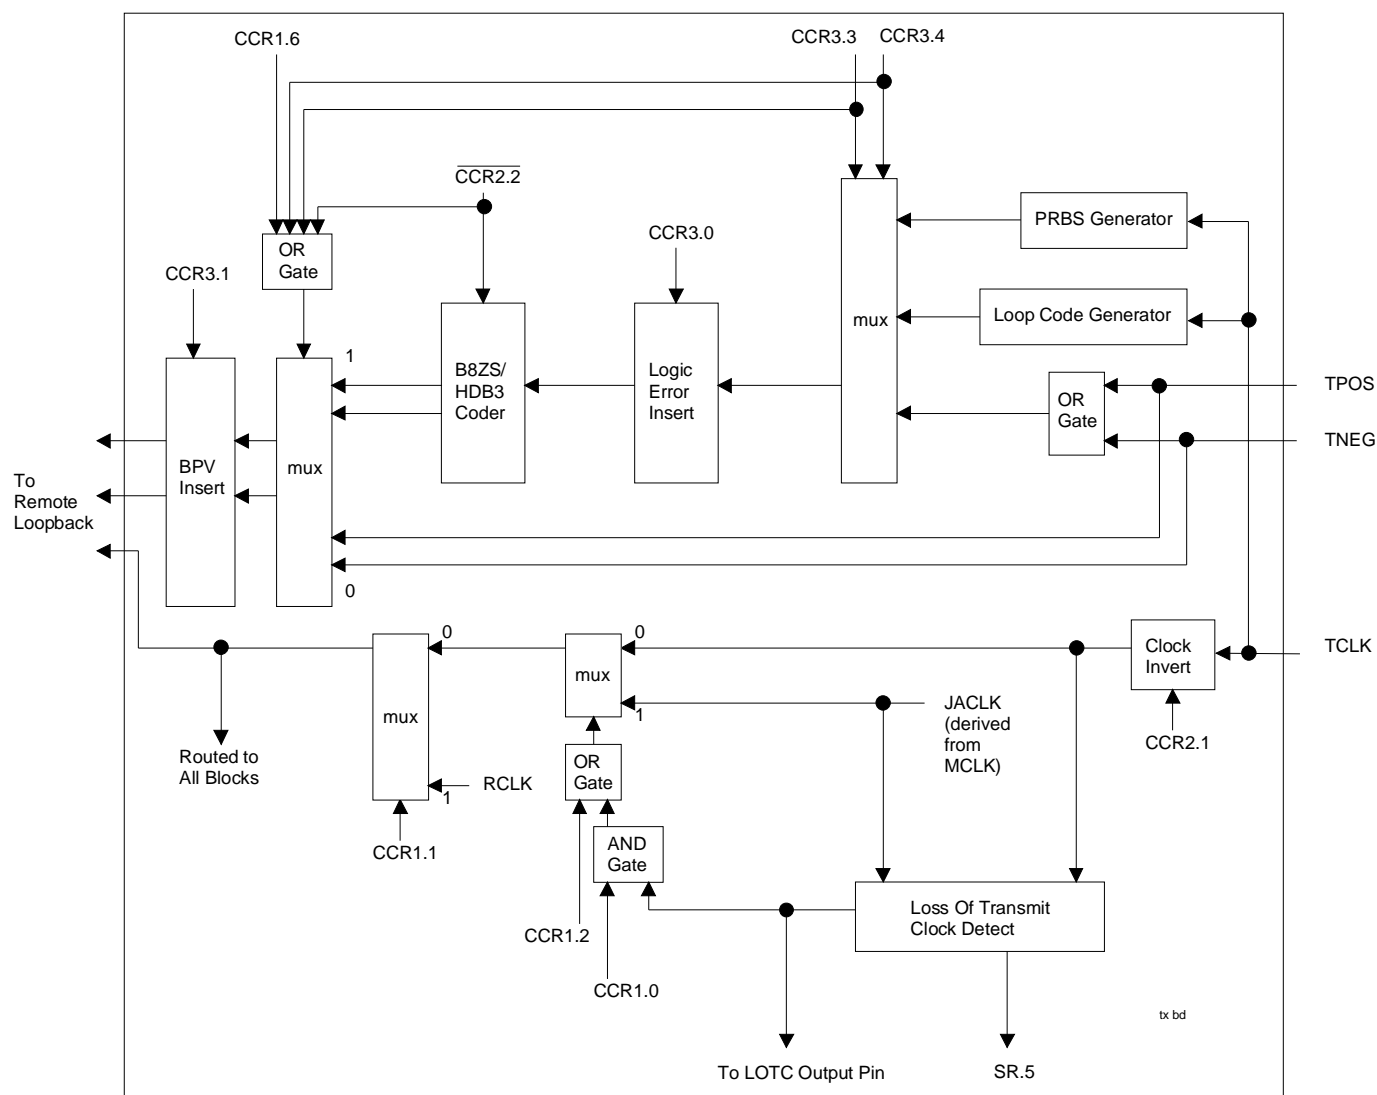 CCR1.6
CCR3.3
CCR3.4
CCR2.2
PRBS Generator
CCR3.0
OR
Gate
CCR3.1
Loop Code Generator
mux
1
B8ZS/
HDB3
Coder
Logic
Error
Insert
OR
Gate
TPOS
TNEG
BPV
Insert
mux
To
Remote
Loopback
0
0
0
Clock
Invert
TCLK
mux
mux
1
JACLK
(derived
from
MCLK)
CCR2.1
Routed to
All Blocks
OR
Gate
RCLK
1
CCR1.1
AND
Gate
Loss Of Transmit
Clock Detect
CCR1.2
CCR1.0
tx bd
To LOTC Output Pin
SR.5